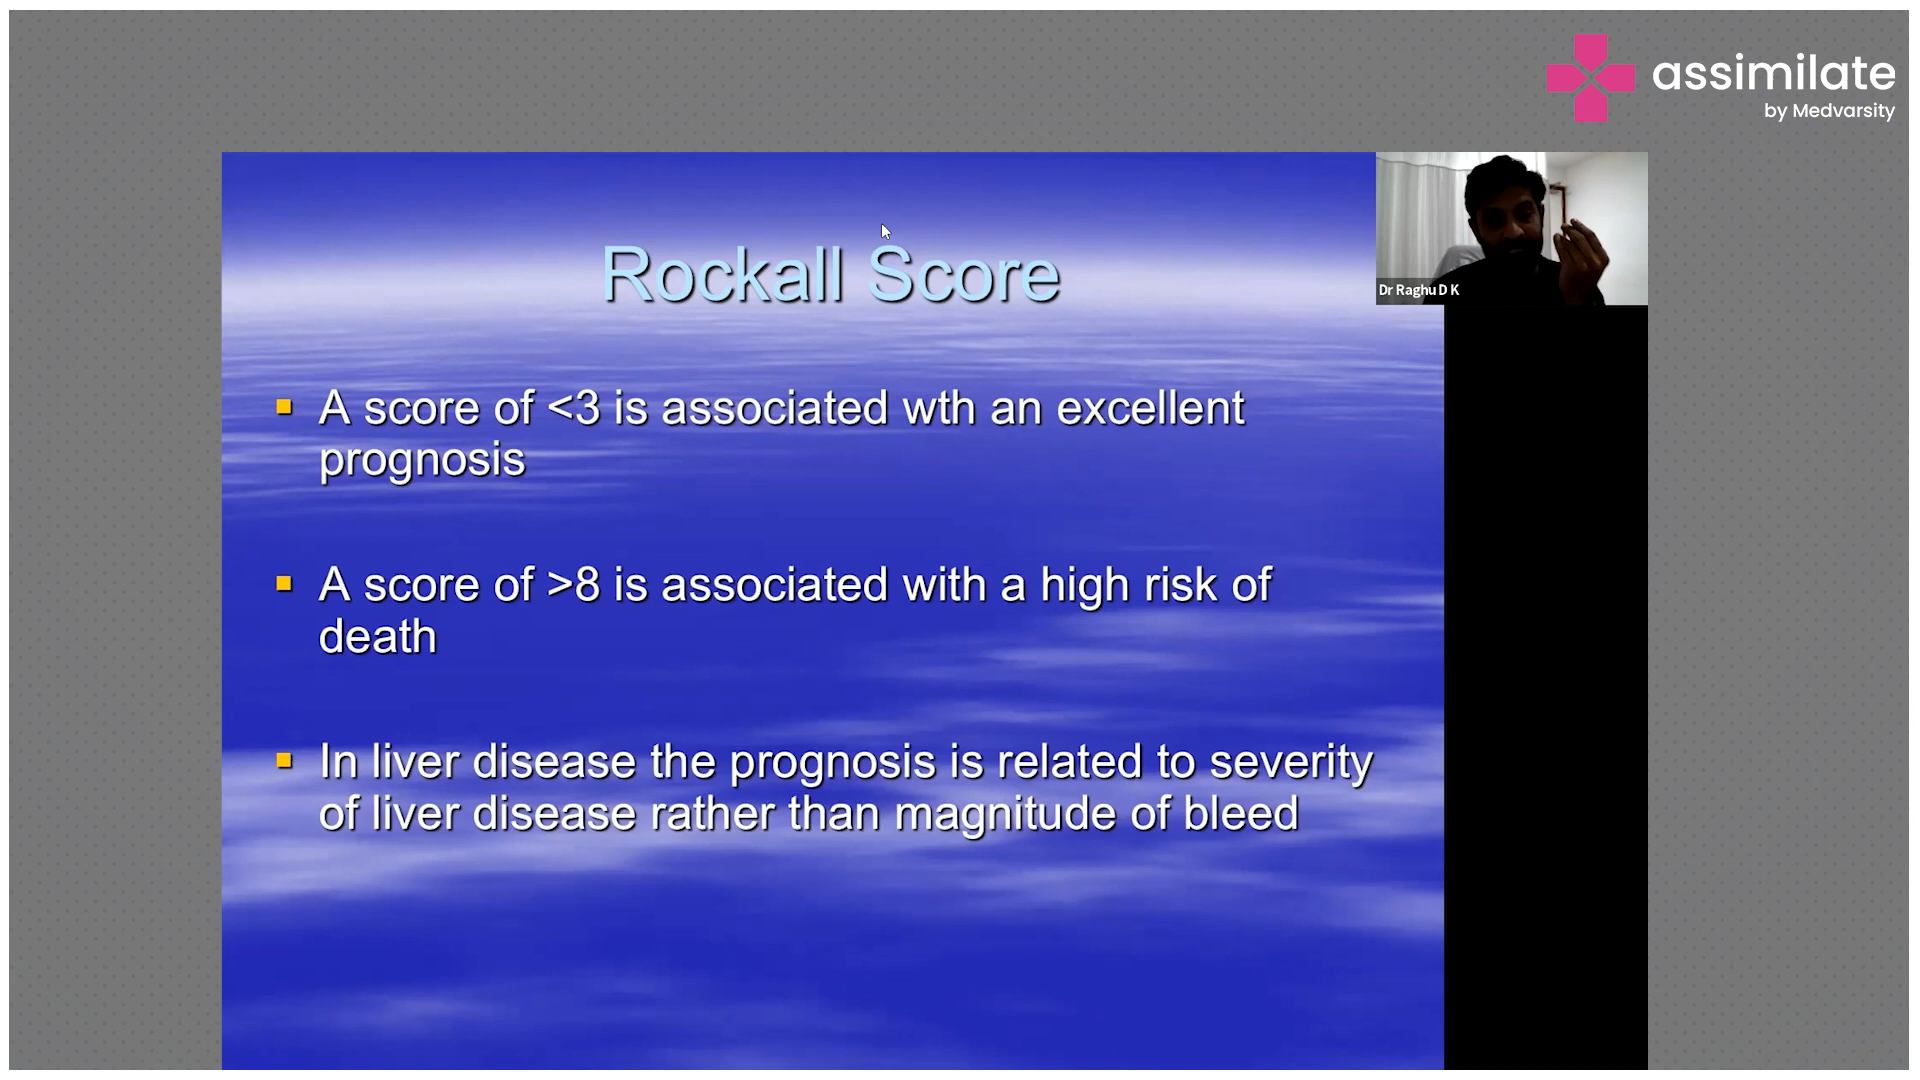 assimilate
by Medvarsity
Dr Raghu D K
Rockall Score
A score of <3 is associated wth an excellent
prognosis
A score of >8 is associated with a high risk of
death
In liver disease the prognosis is related to severity
of liver disease rather than magnitude of bleed